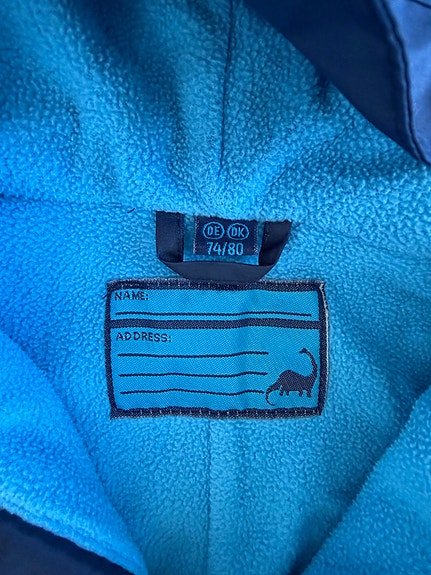 DE DK
74/80
NAME:
ADDRESS: